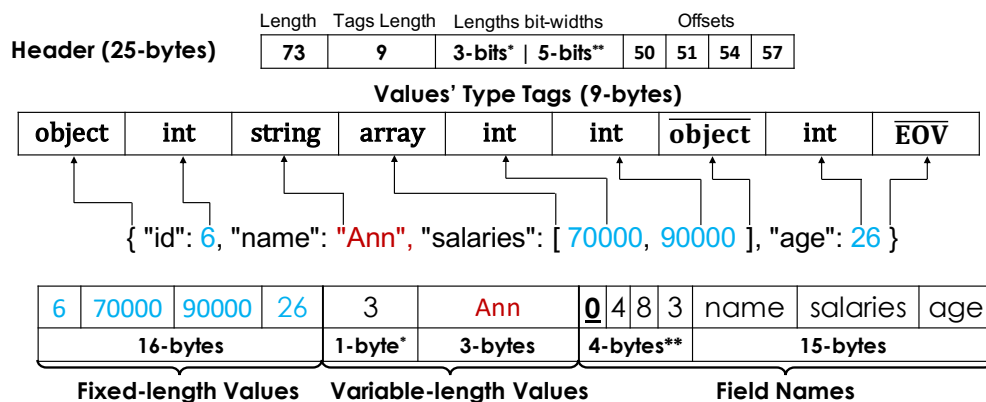 Length Tags Length Lengths bit-widths Offsets
Header (25-bytes) 73 9 3-bits* | 5-bits** 50 51 54 57
Values' Type Tags (9-bytes)
object int string array int int object int EOV
{ "id": 6, "name": "Ann", "salaries": [ 70000, 90000 ], "age": 26 }
6 70000 90000 26 3 Ann 0 4 8 3 name salaries age
16-bytes 1-byte* 3-bytes 4-bytes** 15-bytes
Fixed-length Values Variable-length Values Field Names